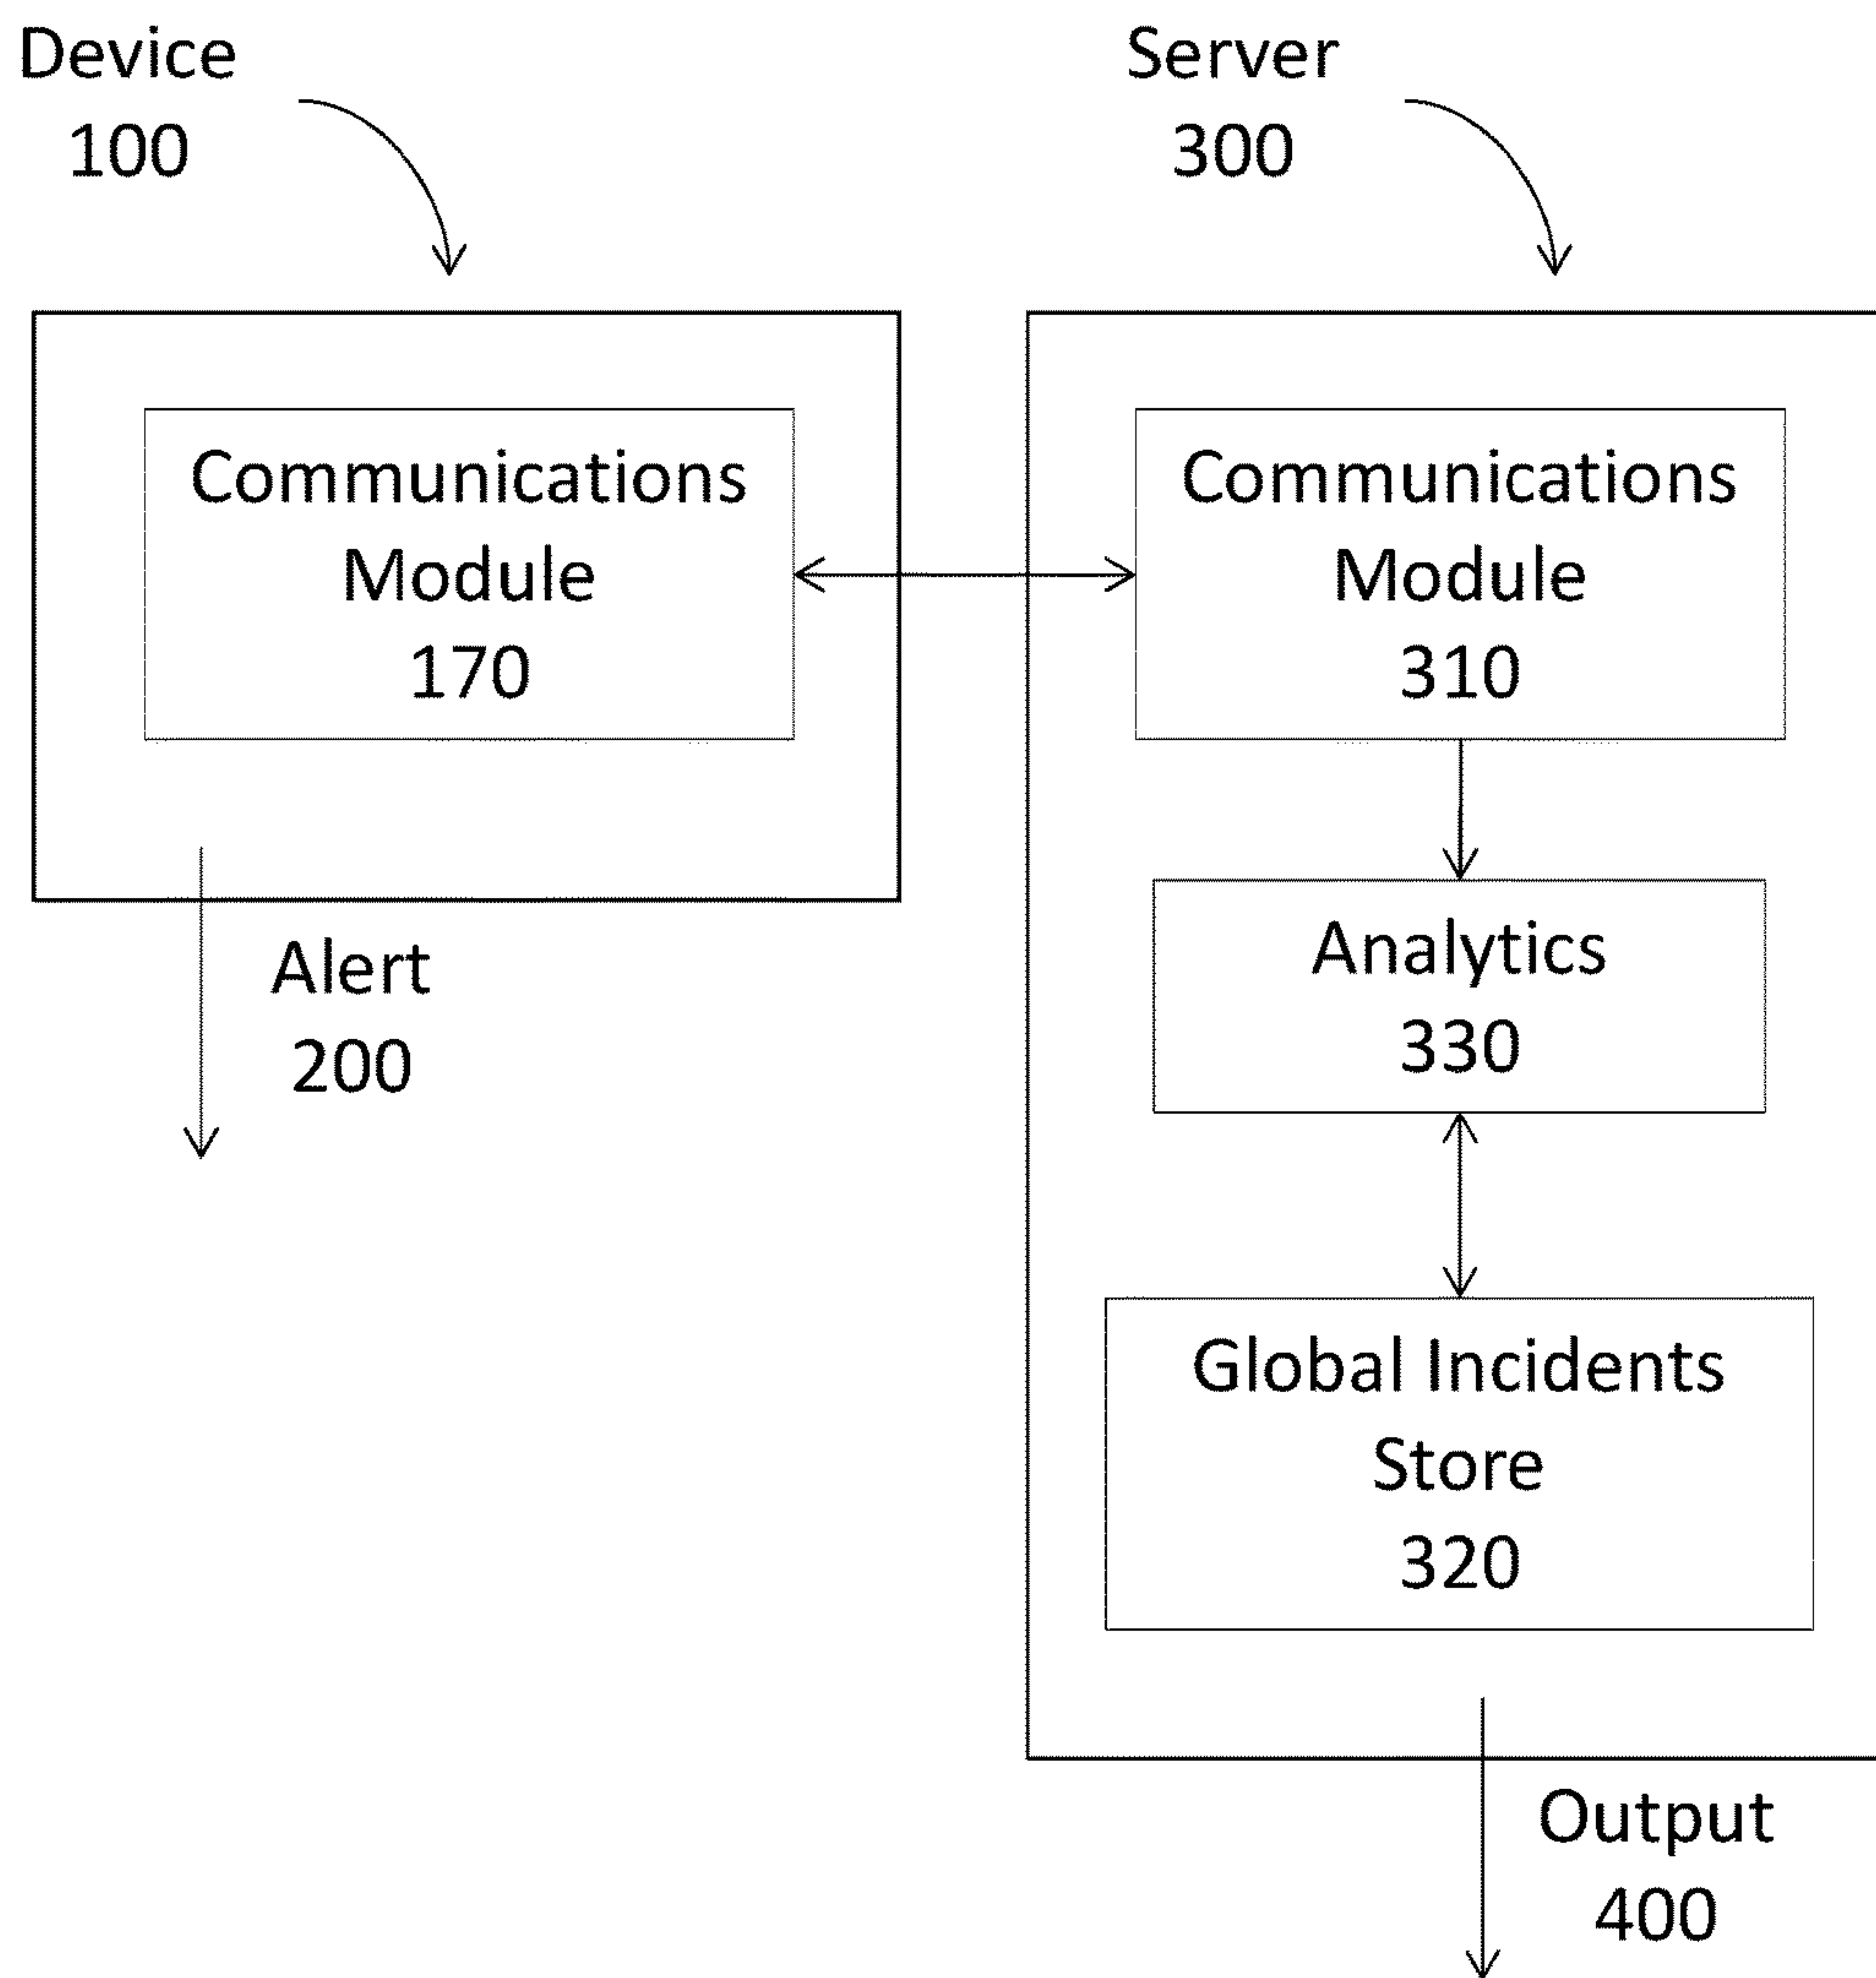 Device
100
Server
300
Communications
Module
170
Communications
Module
310
Alert
200
Analytics
330
Global Incidents
Store
320
Output
400